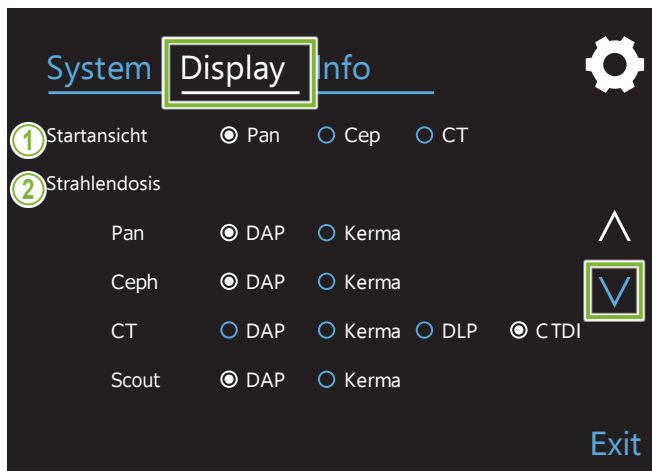 System Display Info
1 Startansicht Pan Cep CT
2 Strahlendosis
Pan DAP Kerma
Ceph DAP Kerma
CT DAP Kerma DLP CTDI
Scout DAP Kerma
Exit